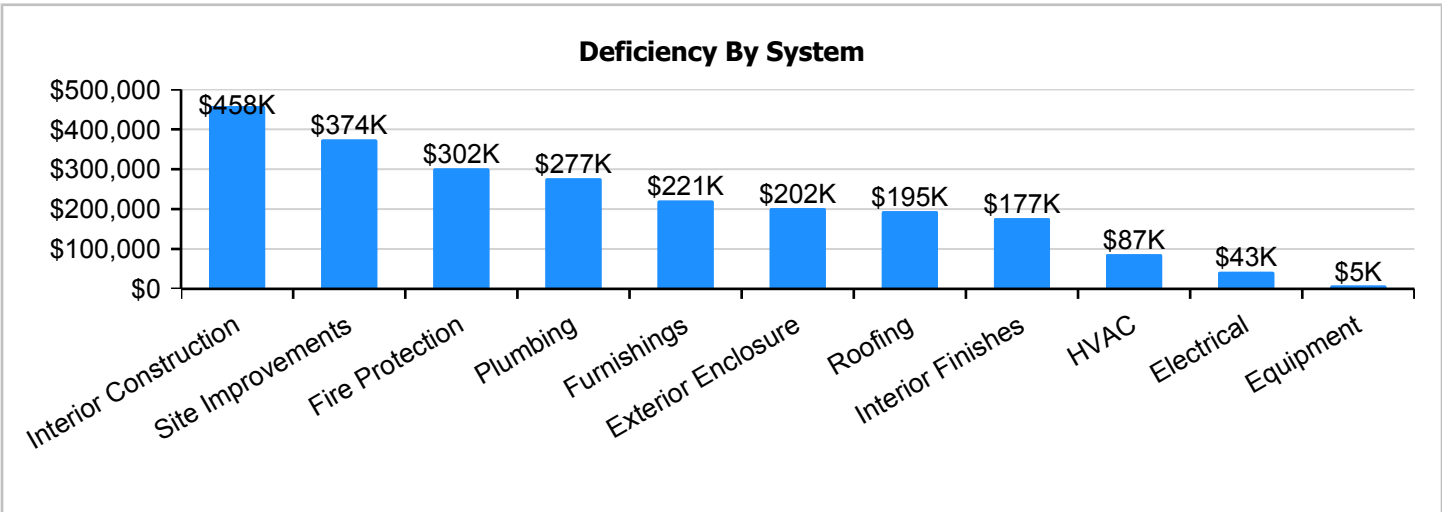 Deficiency By System
$500,000
$400,000
$300,000
$200,000
$100,000
$0
$458K
$374K
$302K
$277K
$221K
$202K
$195K
$177K
$87K
$43K
$5K
Interior Construction
Site Improvements
Fire Protection
Plumbing
Furnishings
Exterior Enclosure
Roofing
Interior Finishes
HVAC
Electrical
Equipment